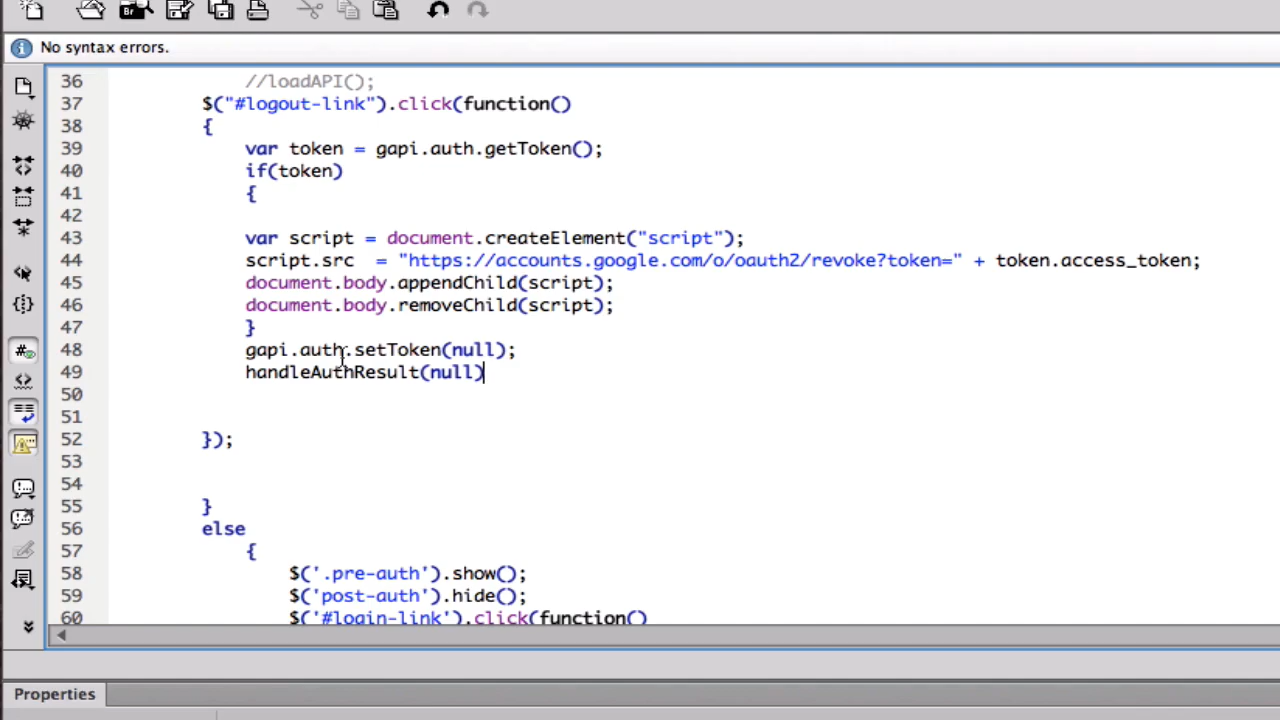 Br
No syntax errors.
36 //loadAPI();
37 $("#logout-link").click(function()
38 {
39 var token = gapi.auth.getToken();
40 if(token)
41 {
42
43 var script = document.createElement("script");
44 script.src  = "https://accounts.google.com/o/oauth2/revoke?token=" + token.access_token;
45 document.body.appendChild(script);
46 document.body.removeChild(script);
47 }
48 gapi.auth.setToken(null);
49 handleAuthResult(null)
50
51
52 });
53
54
55 }
56 else
57 {
58 $('.pre-auth').show();
59 $('post-auth').hide();
60 $('#login-link').click(function()
Properties